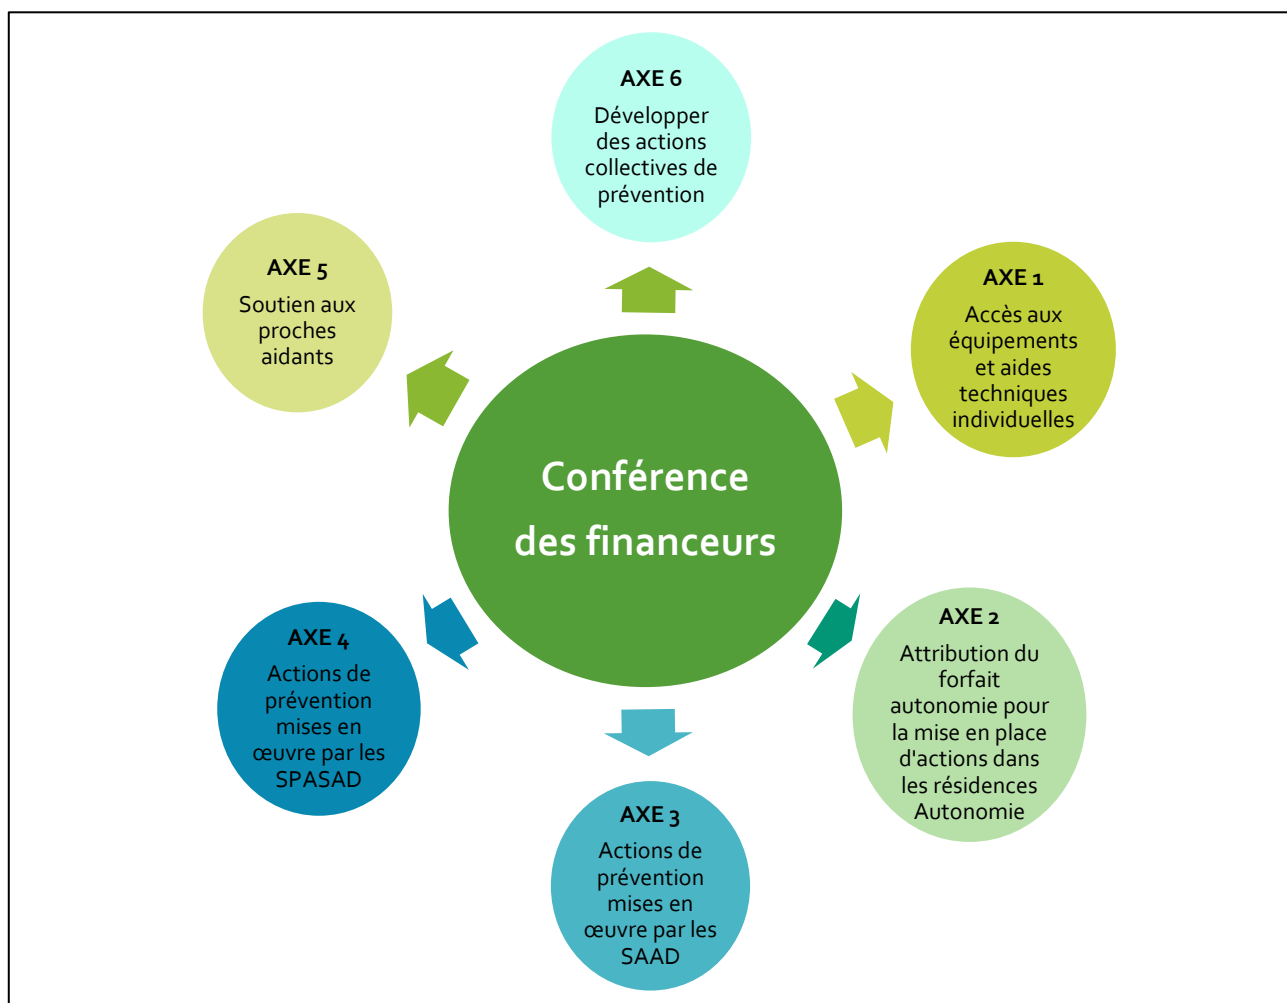 AXE 6
Développer
des actions
collectives de
prévention
AXE 1
Accès aux
équipements
et aides
techniques
individuelles
AXE 2
Attribution du
forfait
autonomie pour
la mise en place
d'actions dans
les résidences
Autonomie
AXE 3
Actions de
prévention
mises en
œuvre par les
SAAD
AXE 4
Actions de
prévention
mises en
œuvre par les
SPASAD
AXE 5
Soutien aux
proches
aidants
Conférence
des financeurs